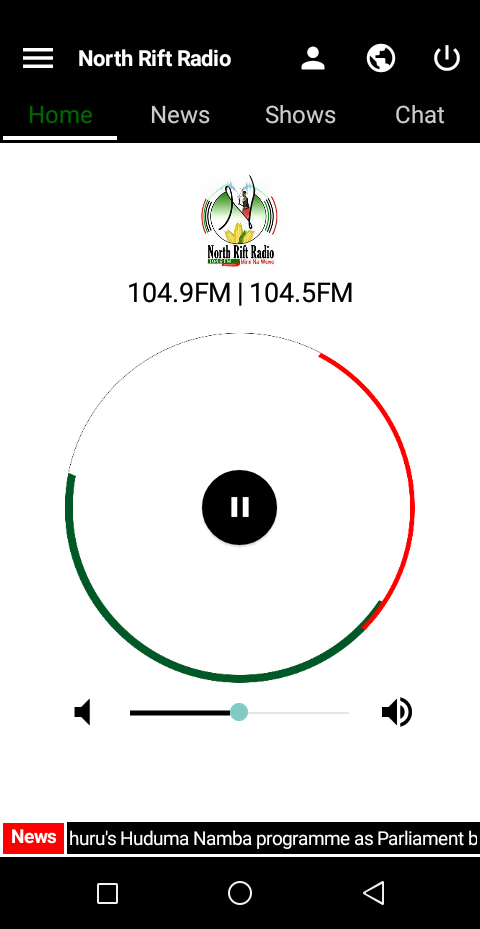 North Rift Radio
Home News Shows Chat
North Rift Radio
104.9FM | 104.5FM
News huru's Huduma Namba programme as Parliament b